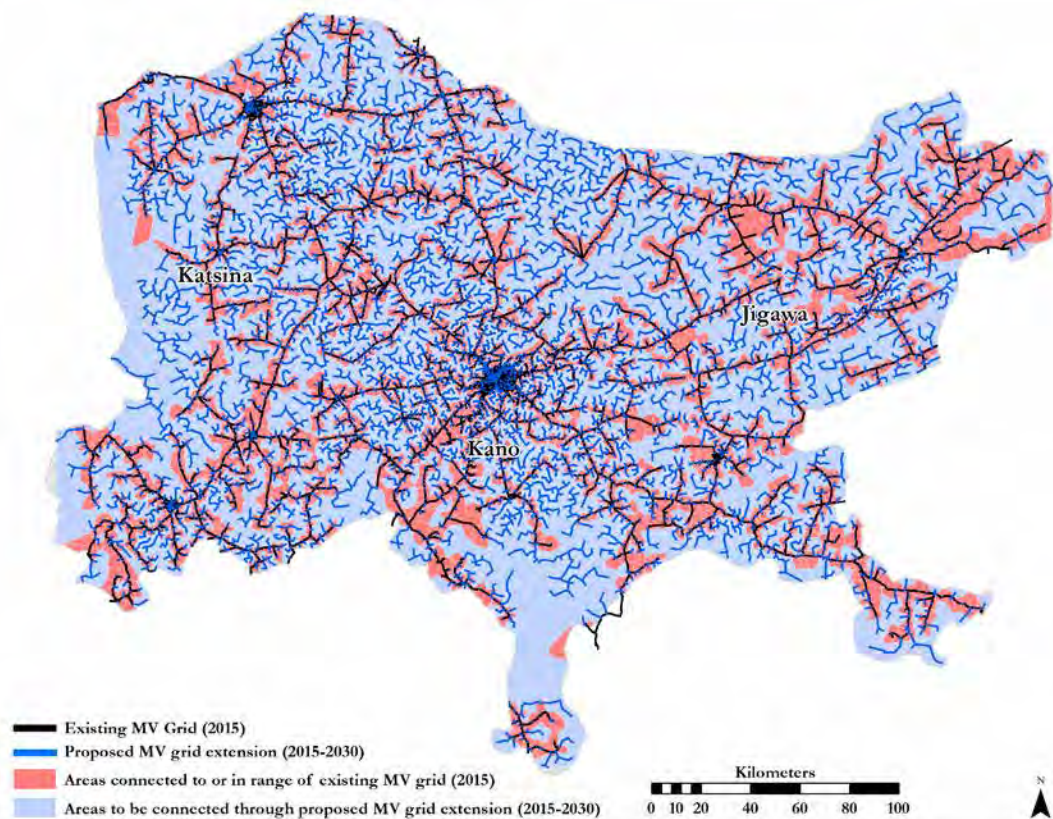 Katsina
Jigawa
Kano
Existing MV Grid (2015)
Proposed MV grid extension (2015-2030)
Areas connected to or in range of existing MV grid (2015)
Areas to be connected through proposed MV grid extension (2015-2030)
Kilometers
0 5 10 20 40 60 80 100
N